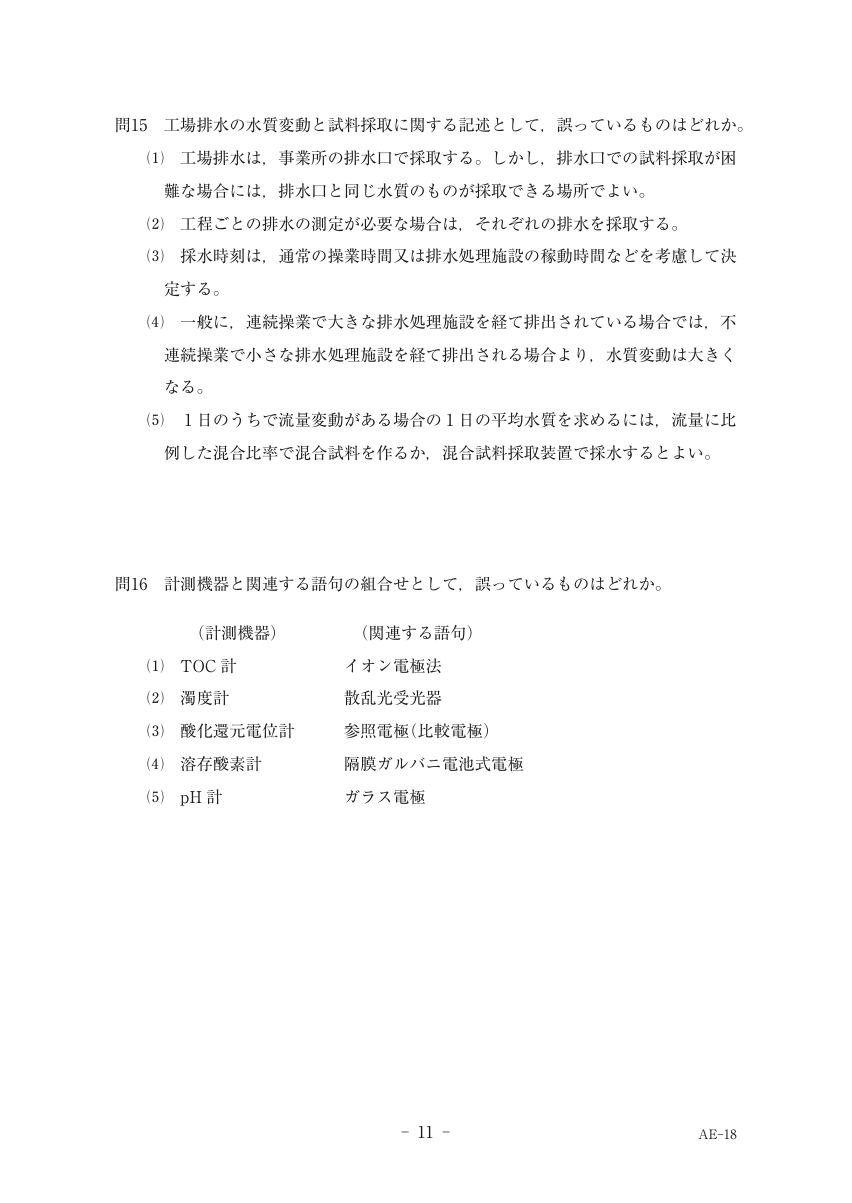 問15　工場排水の水質変動と試料採取に関する記述として，誤っているものはどれか。
⑴　工場排水は，事業所の排水口で採取する。しかし，排水口での試料採取が困
難な場合には，排水口と同じ水質のものが採取できる場所でよい。
⑵　工程ごとの排水の測定が必要な場合は，それぞれの排水を採取する。
⑶　採水時刻は，通常の操業時間又は排水処理施設の稼動時間などを考慮して決
定する。
⑷　一般に，連続操業で大きな排水処理施設を経て排出されている場合では，不
連続操業で小さな排水処理施設を経て排出される場合より，水質変動は大きく
なる。
⑸　１日のうちで流量変動がある場合の１日の平均水質を求めるには，流量に比
例した混合比率で混合試料を作るか，混合試料採取装置で採水するとよい。
問16　計測機器と関連する語句の組合せとして，誤っているものはどれか。
（計測機器）　（関連する語句）
⑴　TOC 計　イオン電極法
⑵　濁度計　散乱光受光器
⑶　酸化還元電位計　参照電極（比較電極）
⑷　溶存酸素計　隔膜ガルバニ電池式電極
⑸　pH 計　ガラス電極
− 11 −
AE−18